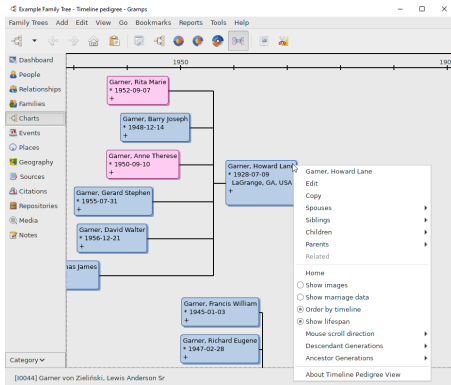 Example Family Tree - Timeline pedigree - Gramps
Family Trees Add Edit View Go Bookmarks Reports Tools Help
1950
190
Dashboard
People
Relationships
Families
Charts
Events
Places
Geography
Sources
Citations
Repositories
Media
Notes
Category
Garner, Rita Marie
* 1952-09-07
+
Garner, Barry Joseph
* 1948-12-14
+
Garner, Anne Therese
* 1950-09-10
+
Garner, Gerard Stephen
* 1955-07-31
+
Garner, David Walter
* 1956-12-21
+
as James
Garner, Howard Lane
* 1928-07-09
LaGrange, GA, USA
+
Garner, Francis William
* 1945-01-03
+
Garner, Richard Eugene
* 1947-02-28
+
Garner, Howard Lane
Edit
Copy
Spouses
Siblings
Children
Parents
Related
Home
Show images
Show marriage data
Order by timeline
Show lifespan
Mouse scroll direction
Descendant Generations
Ancestor Generations
About Timeline Pedigree View
[I0044] Garner von Zieliński, Lewis Anderson Sr